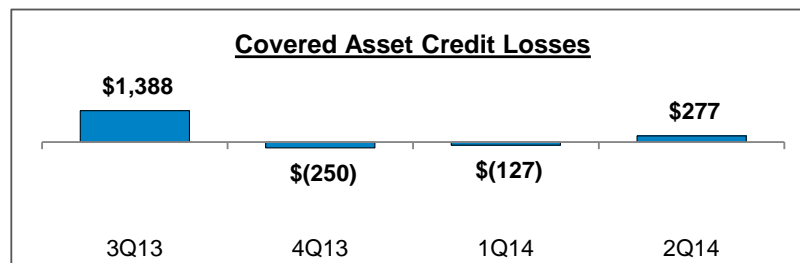 Covered Asset Credit Losses
$1,388
$277
$(250)
$(127)
3Q13 4Q13 1Q14 2Q14